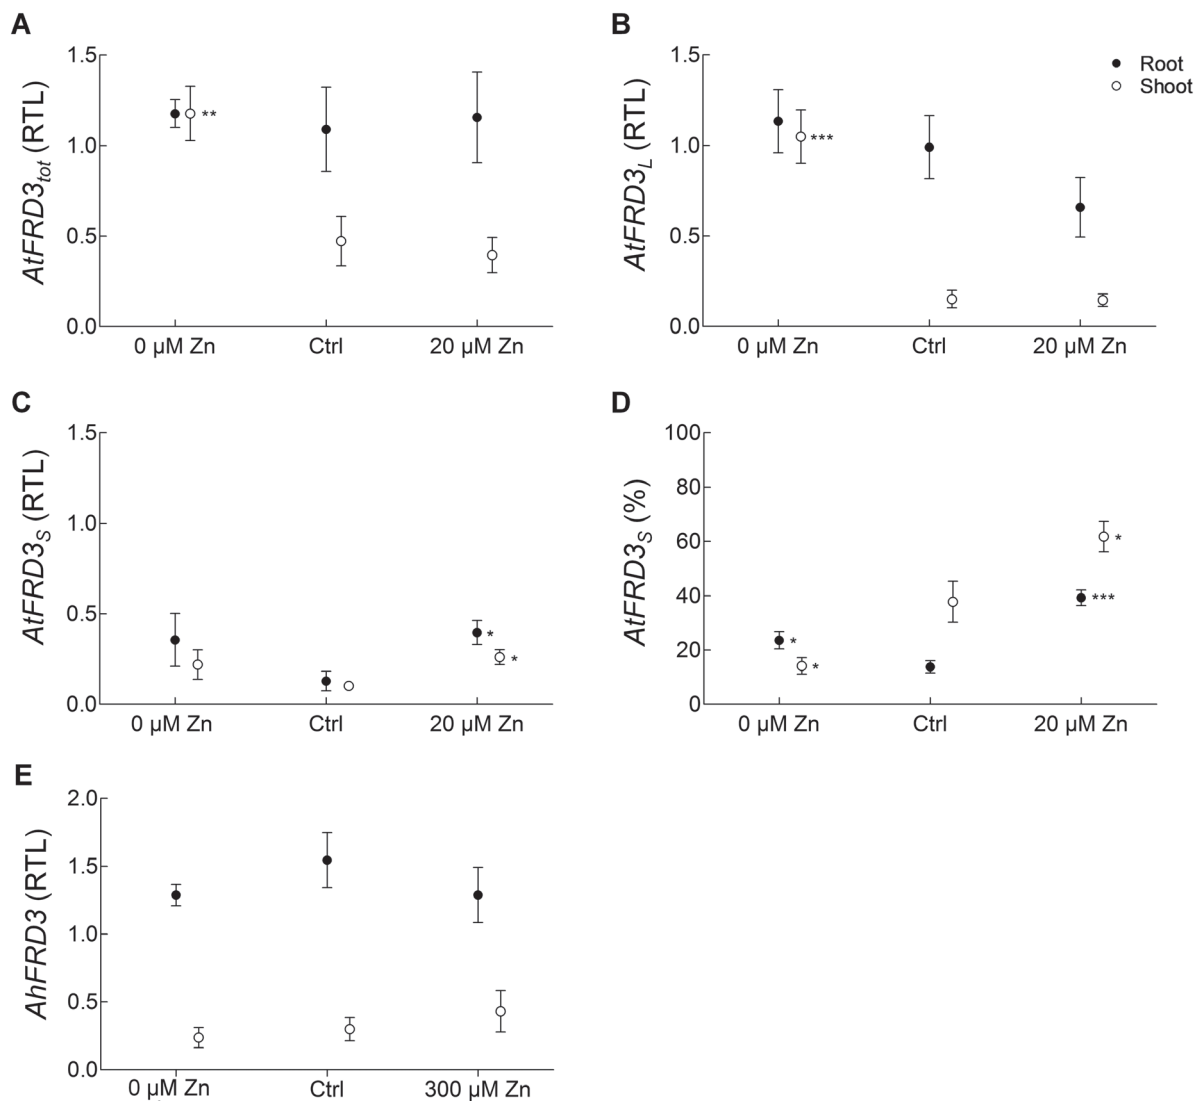 A
AtFRD3tot (RTL)
1.5
1.0
0.5
0.0
**
0 µM Zn Ctrl 20 µM Zn
B
AtFRD3L (RTL)
1.5
1.0
0.5
0.0
***
0 µM Zn Ctrl 20 µM Zn
Root
Shoot
C
AtFRD3S (RTL)
1.5
1.0
0.5
0.0
*
*
0 µM Zn Ctrl 20 µM Zn
D
AtFRD3S (%)
100
80
60
40
20
0
*
*
*
***
0 µM Zn Ctrl 20 µM Zn
E
AhFRD3 (RTL)
2.0
1.5
1.0
0.5
0.0
0 µM Zn Ctrl 300 µM Zn